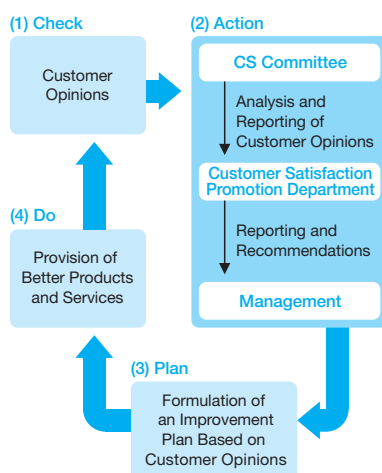 (1) Check
Customer
Opinions
(2) Action
CS Committee
Analysis and
Reporting of
Customer Opinions
Customer Satisfaction
Promotion Department
Reporting and
Recommendations
Management
(3) Plan
Formulation of
an Improvement
Plan Based on
Customer Opinions
(4) Do
Provision of
Better Products
and Services